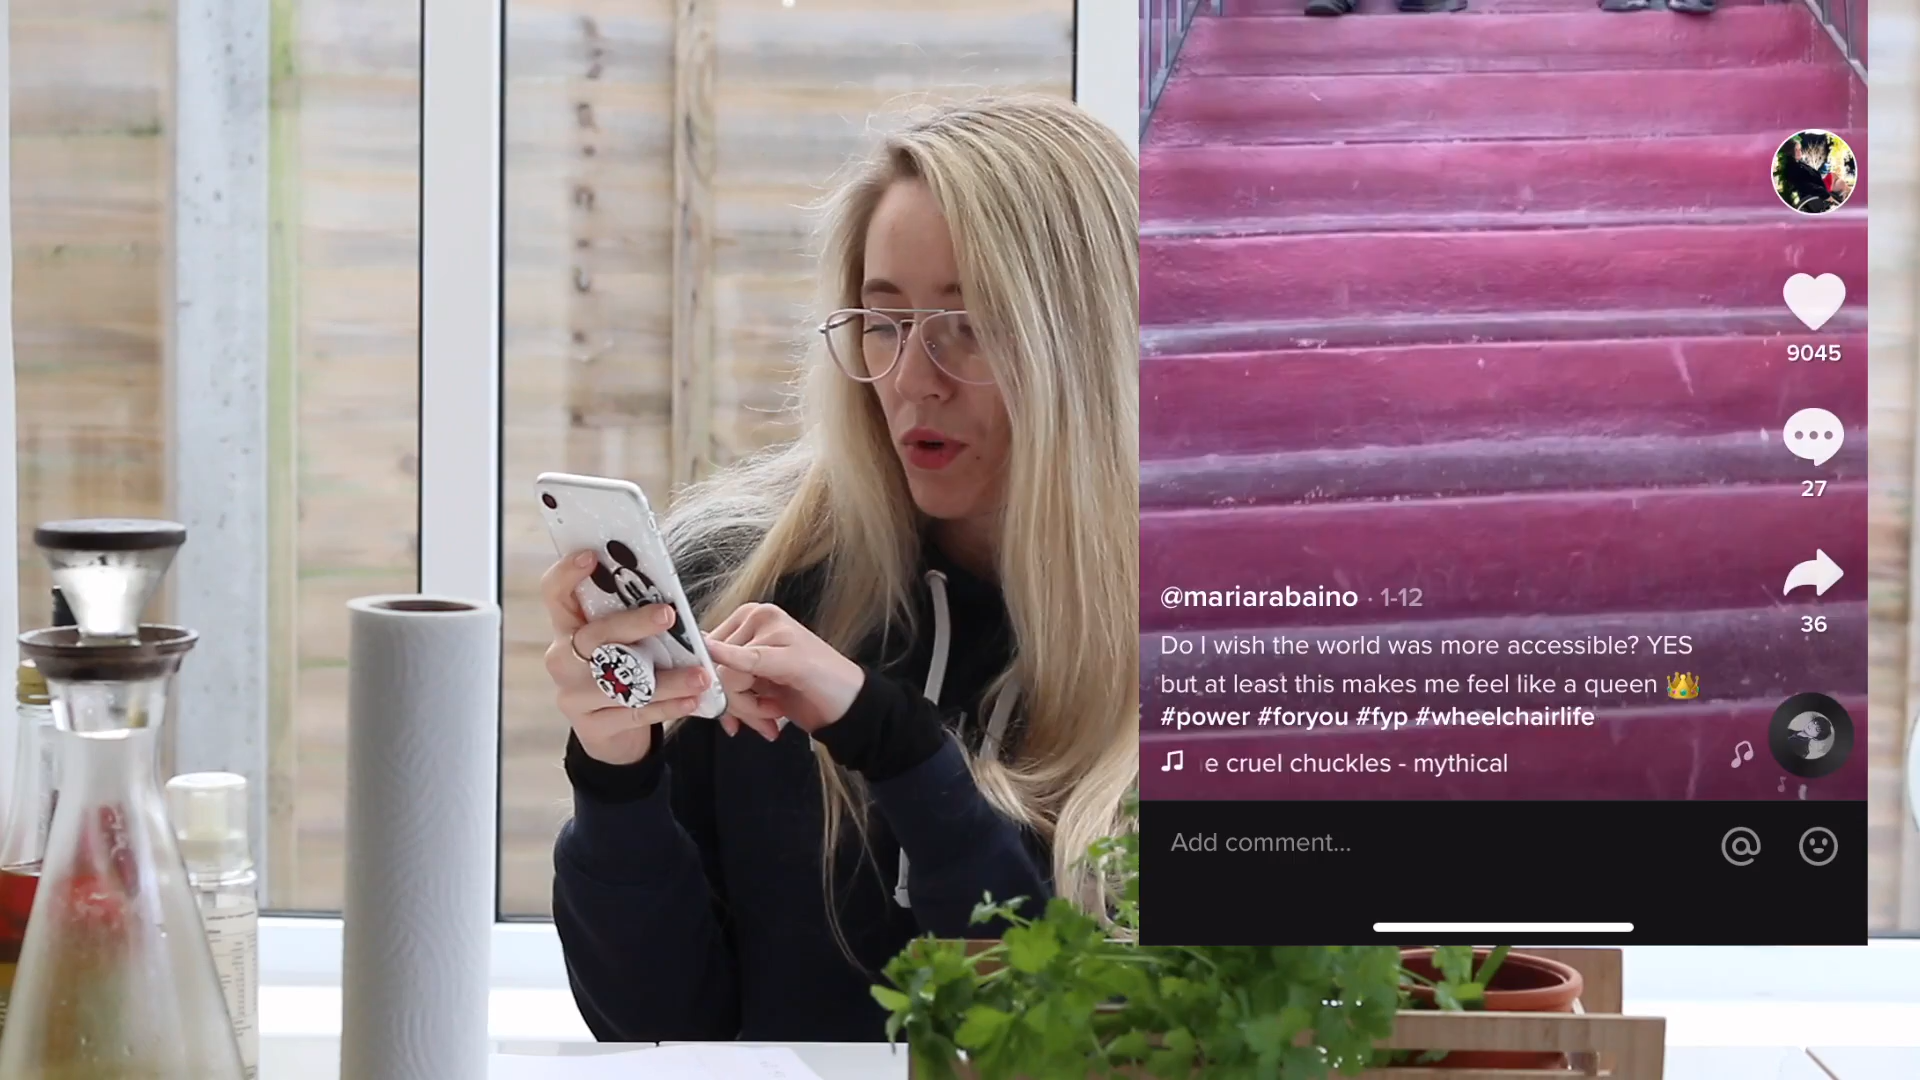 9045
27
36
@mariarabaino · 1-12
Do I wish the world was more accessible? YES
but at least this makes me feel like a queen 👑
#power #foryou #fyp #wheelchairlife
e cruel chuckles - mythical
Add comment...